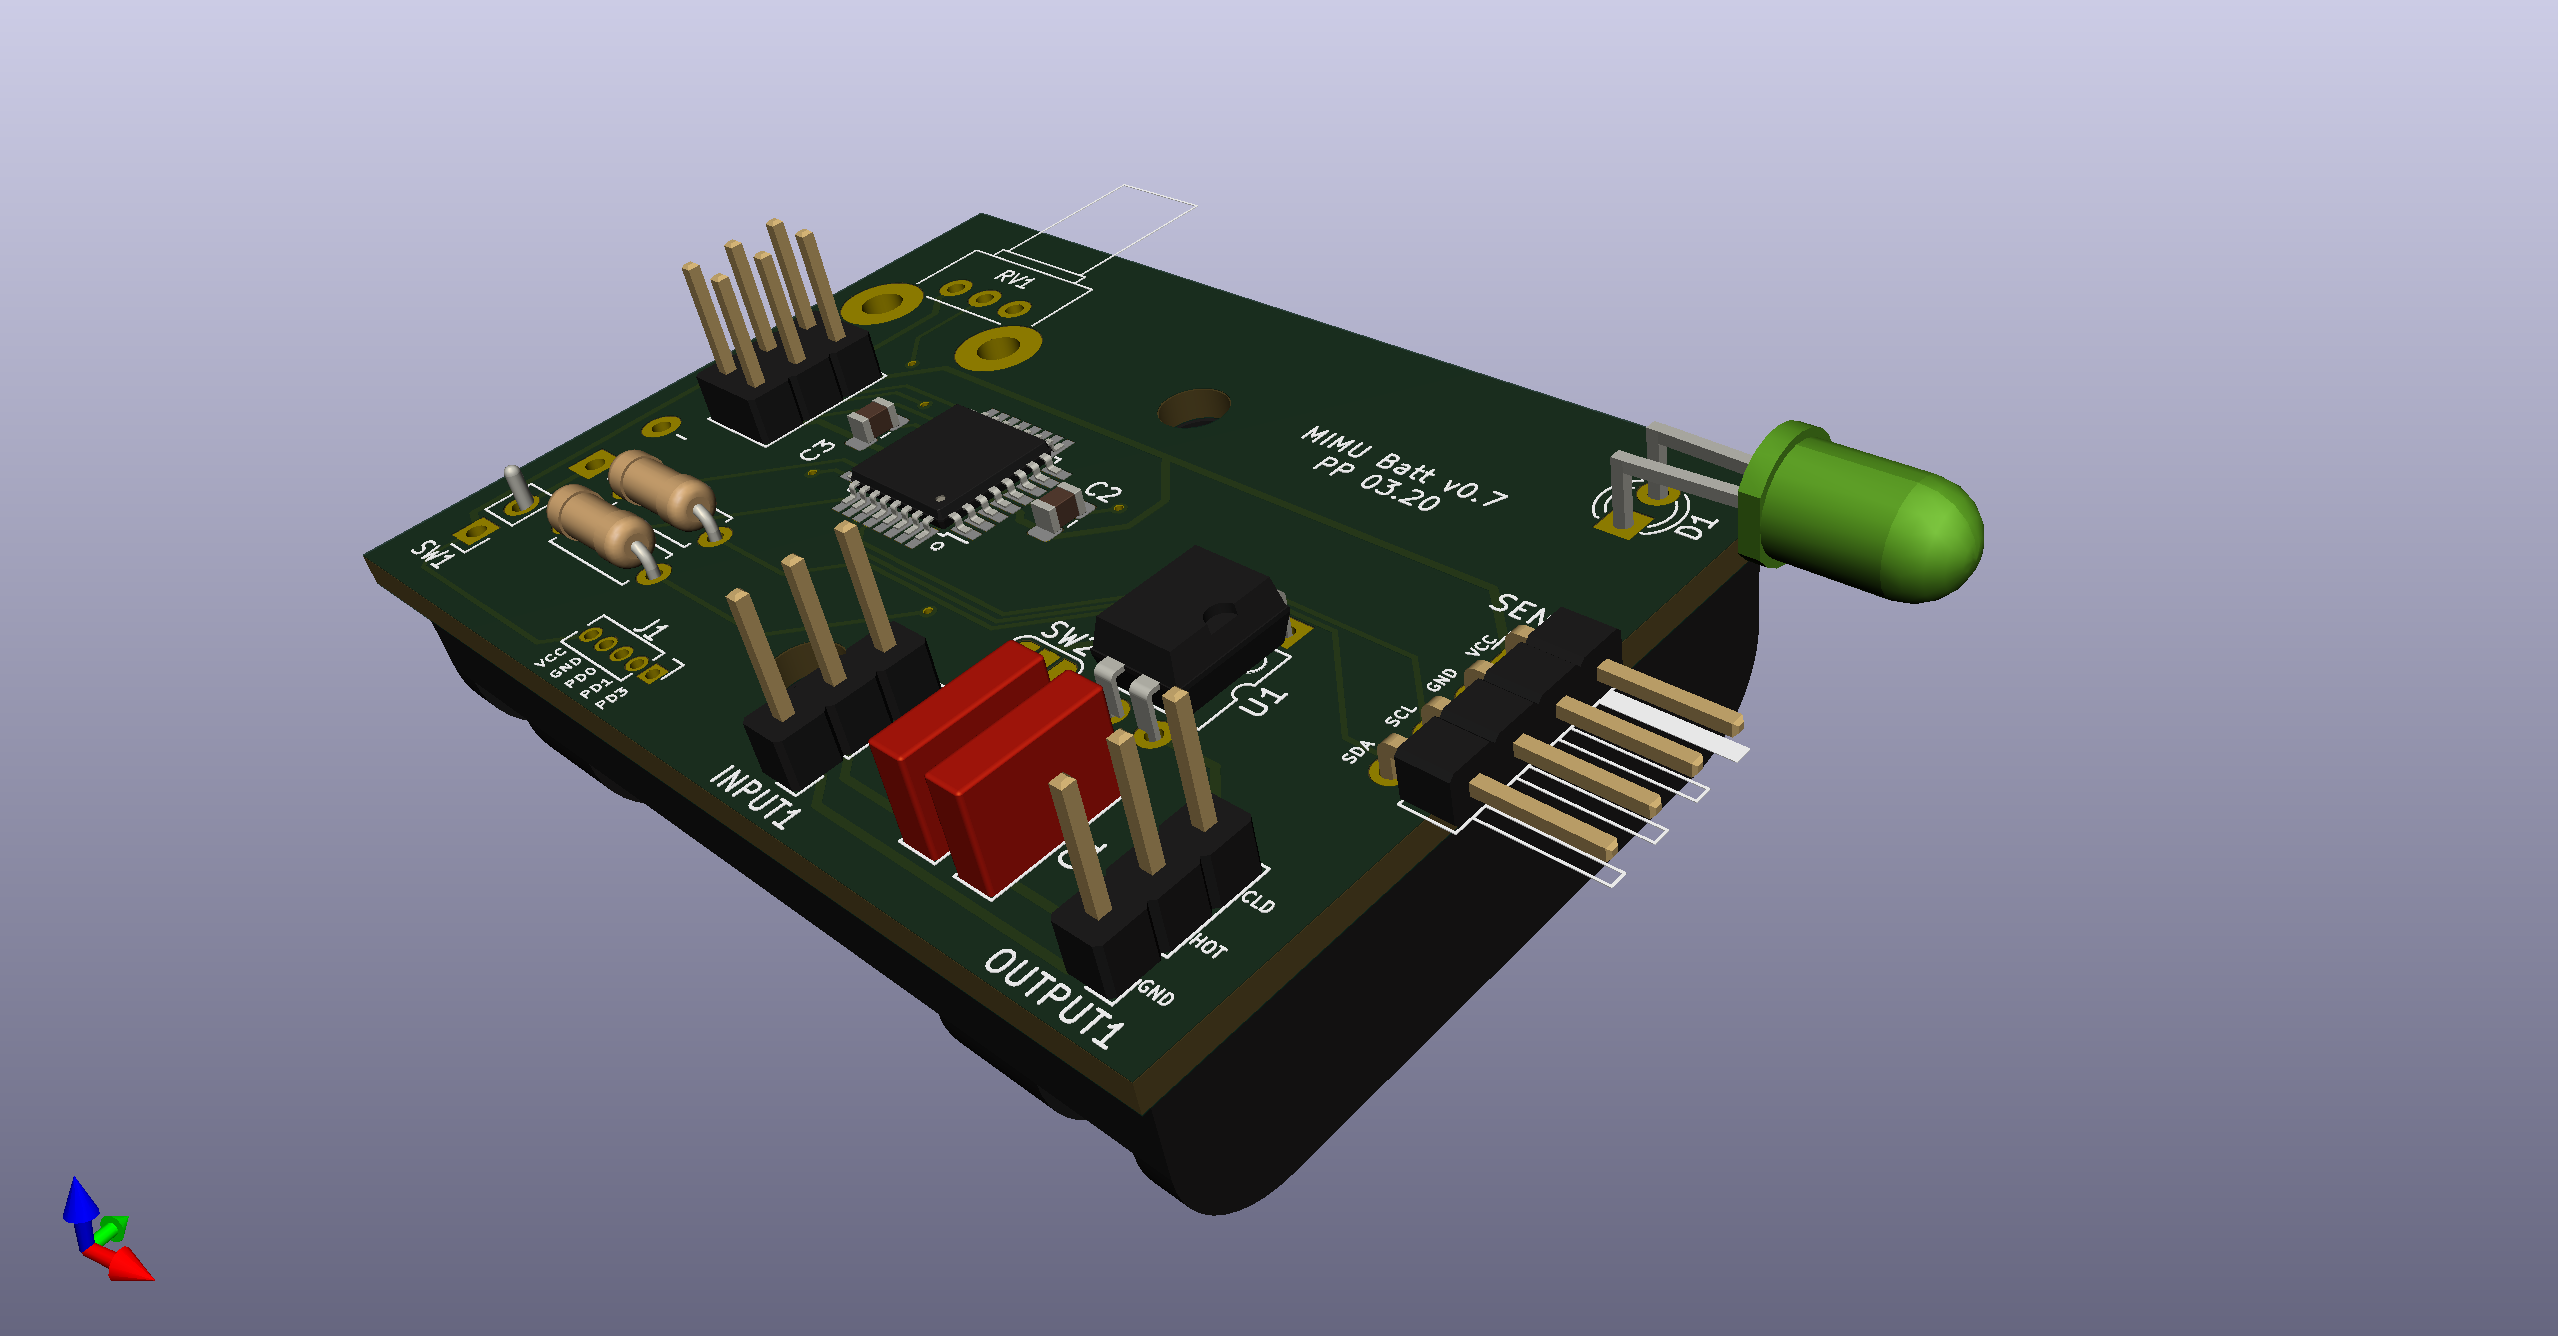 RV1
C3
C2
MIMU Batt v0.7
PP 03.20
D1
SW1
J1
VCC
GND
PD0
PD1
PD3
SW2
U1
SEN
VCC
GND
SCL
SDA
INPUT1
OUTPUT1
CLD
HOT
GND